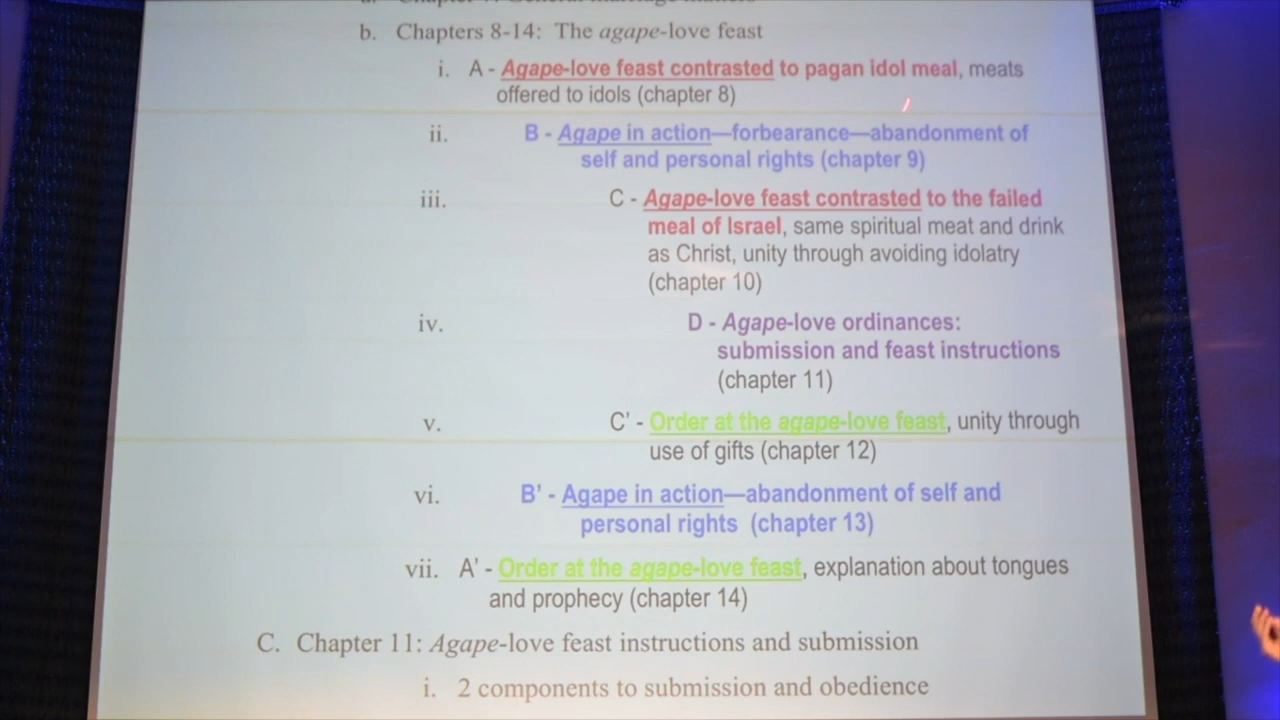 b. Chapters 8-14: The agape-love feast
i. A - Agape-love feast contrasted to pagan idol meal, meats
offered to idols (chapter 8)
ii. B - Agape in action—forbearance—abandonment of
self and personal rights (chapter 9)
iii. C - Agape-love feast contrasted to the failed
meal of Israel, same spiritual meat and drink
as Christ, unity through avoiding idolatry
(chapter 10)
iv. D - Agape-love ordinances:
submission and feast instructions
(chapter 11)
v. C' - Order at the agape-love feast, unity through
use of gifts (chapter 12)
vi. B' - Agape in action—abandonment of self and
personal rights (chapter 13)
vii. A' - Order at the agape-love feast, explanation about tongues
and prophecy (chapter 14)
C. Chapter 11: Agape-love feast instructions and submission
i. 2 components to submission and obedience